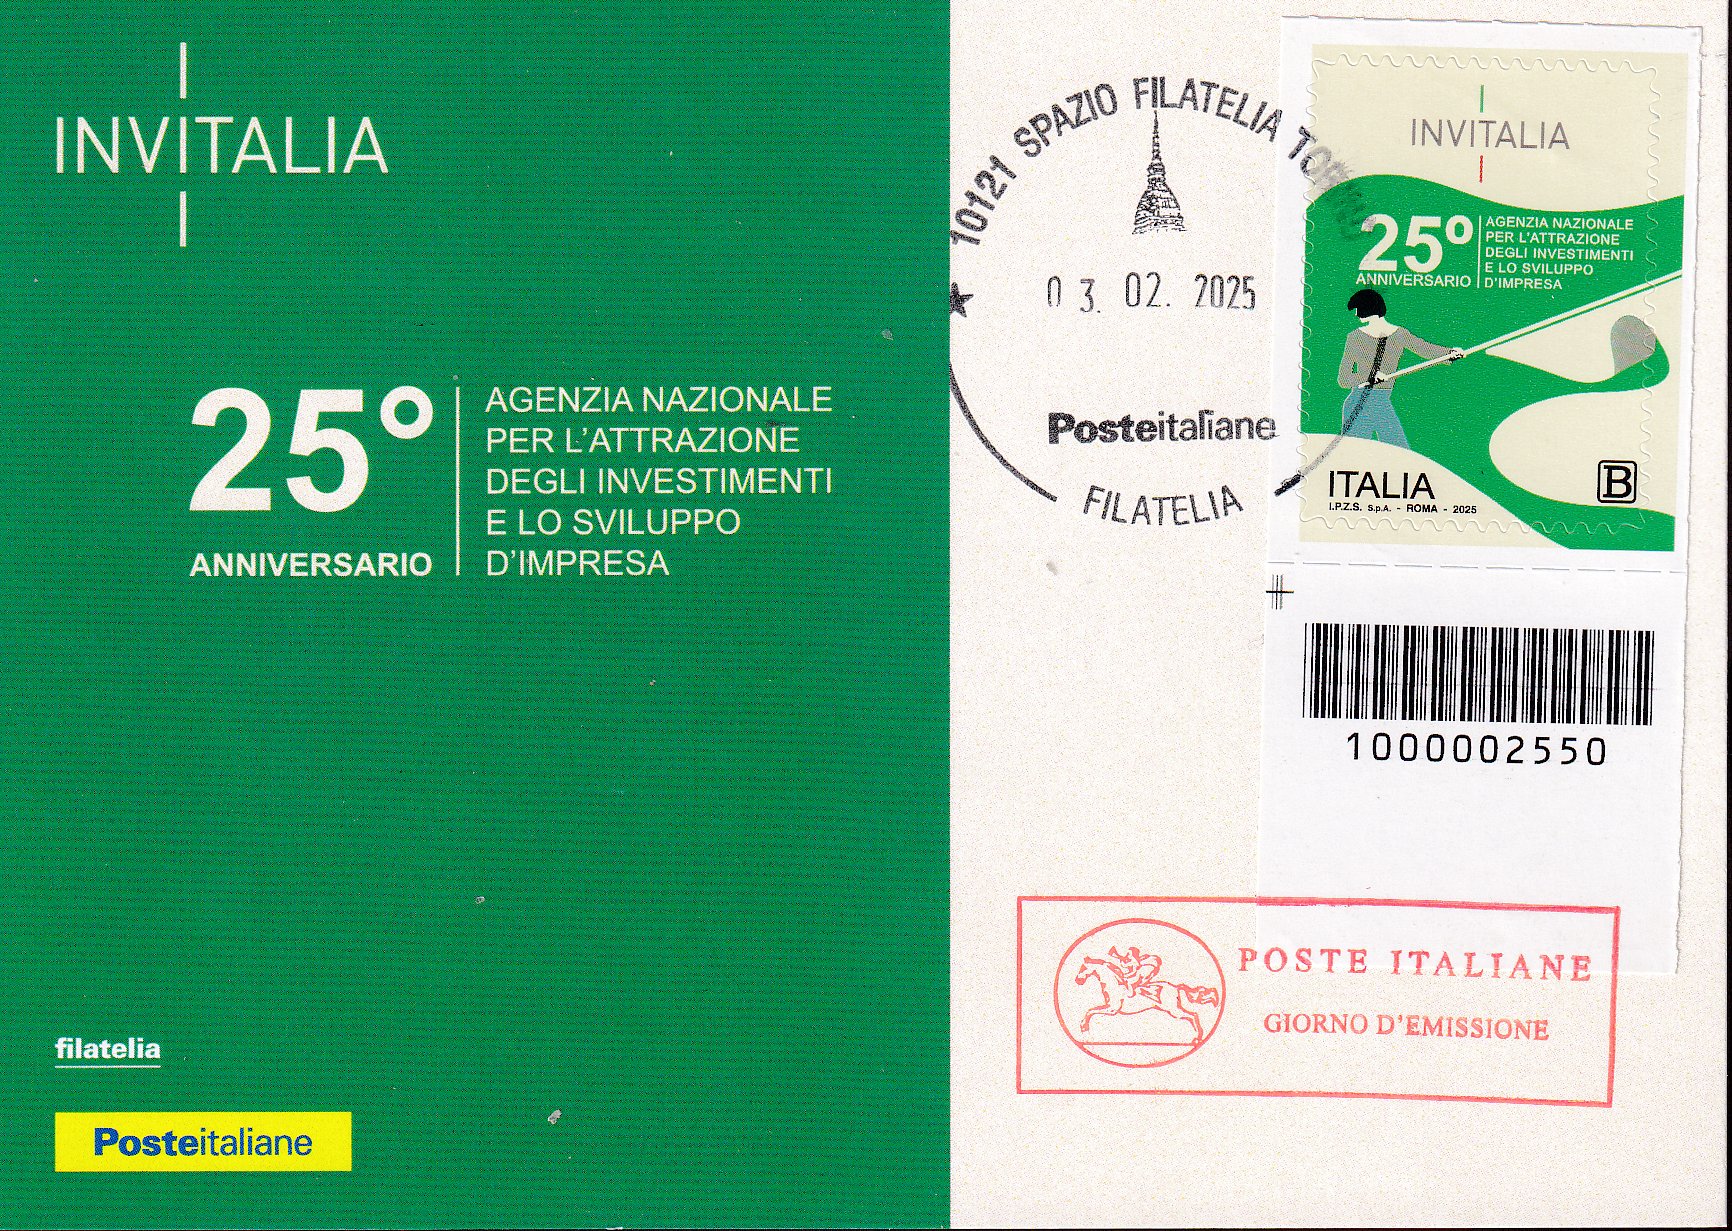 INVITALIA
25°
ANNIVERSARIO
AGENZIA NAZIONALE
PER L'ATTRAZIONE
DEGLI INVESTIMENTI
E LO SVILUPPO
D'IMPRESA
filatelia
Posteitaliane
10121 SPAZIO FILATELIA TORINO
03. 02. 2025
Posteitaliane
FILATELIA
INVITALIA
25°
ANNIVERSARIO
AGENZIA NAZIONALE
PER L'ATTRAZIONE
DEGLI INVESTIMENTI
E LO SVILUPPO
D'IMPRESA
ITALIA
B
I.P.Z.S. S.p.A. - ROMA - 2025
1000002550
POSTE ITALIANE
GIORNO D'EMISSIONE